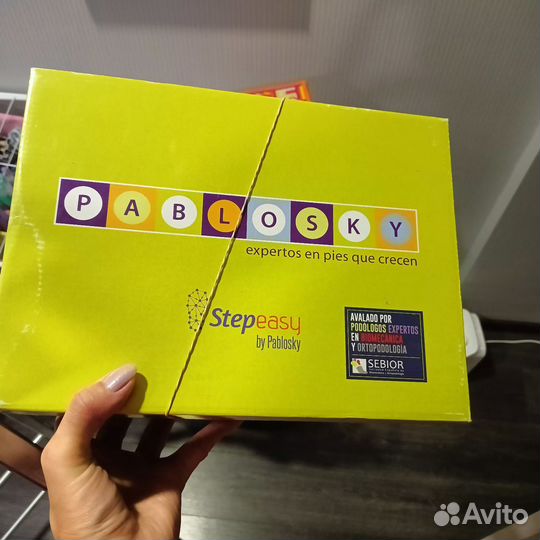 PABLOSKY
expertos en pies que crecen
Stepeasy
by Pablosky
AVALADO POR
PODÓLOGOS EXPERTOS
EN BIOMECÁNICA
Y ORTOPODOLOGÍA
SEBIOR
Avito